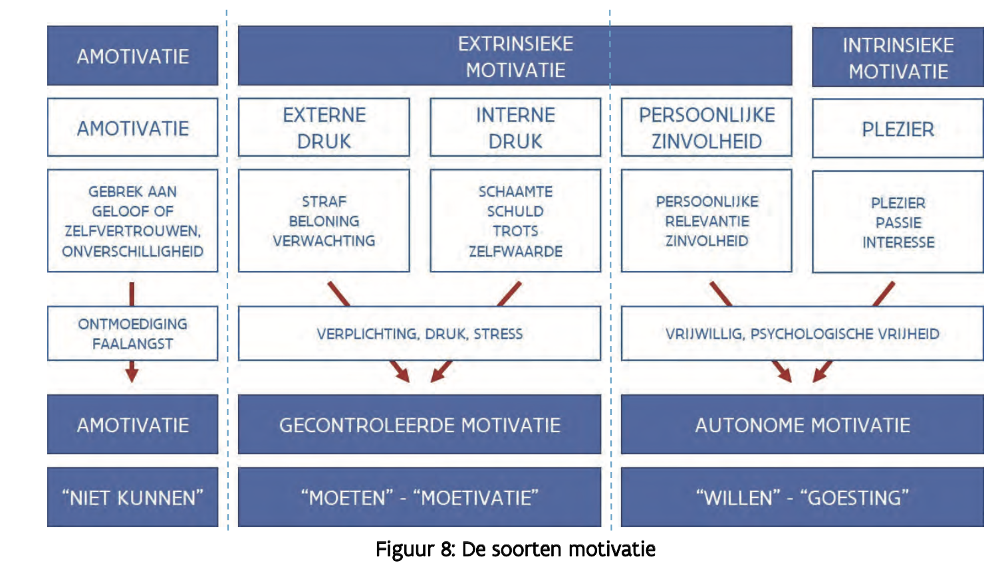 AMOTIVATIE
EXTRINSIEKE
MOTIVATIE
INTRINSIEKE
MOTIVATIE
AMOTIVATIE
EXTERNE
DRUK
INTERNE
DRUK
PERSOONLIJKE
ZINVOLHEID
PLEZIER
GEBREK AAN
GELOOF OF
ZELFVERTROUWEN,
ONVERSCHILLIGHEID
STRAF
BELONING
VERWACHTING
SCHAAMTE
SCHULD
TROTS
ZELFWAARDE
PERSOONLIJKE
RELEVANTIE
ZINVOLHEID
PLEZIER
PASSIE
INTERESSE
ONTMOEDIGING
FAALANGST
VERPLICHTING, DRUK, STRESS
VRIJWILLIG, PSYCHOLOGISCHE VRIJHEID
AMOTIVATIE
GECONTROLEERDE MOTIVATIE
AUTONOME MOTIVATIE
“NIET KUNNEN”
“MOETEN” - “MOETIVATIE”
“WILLEN” - “GOESTING”
Figuur 8: De soorten motivatie